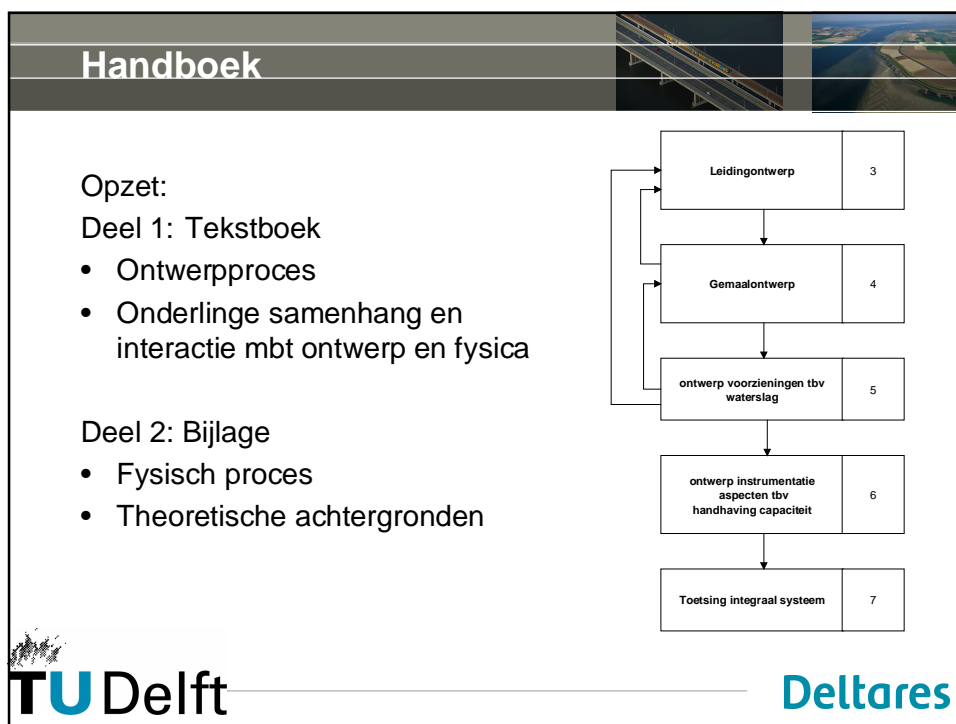 Handboek
Opzet:
Deel 1: Tekstboek
• Ontwerpproces
• Onderlinge samenhang en
interactie mbt ontwerp en fysica
Deel 2: Bijlage
• Fysisch proces
• Theoretische achtergronden
Leidingontwerp 3
Gemaalontwerp 4
ontwerp voorzieningen tbv
waterslag
5
ontwerp instrumentatie
aspecten tbv
handhaving capaciteit
6
Toetsing integraal systeem 7
TU Delft
Deltares